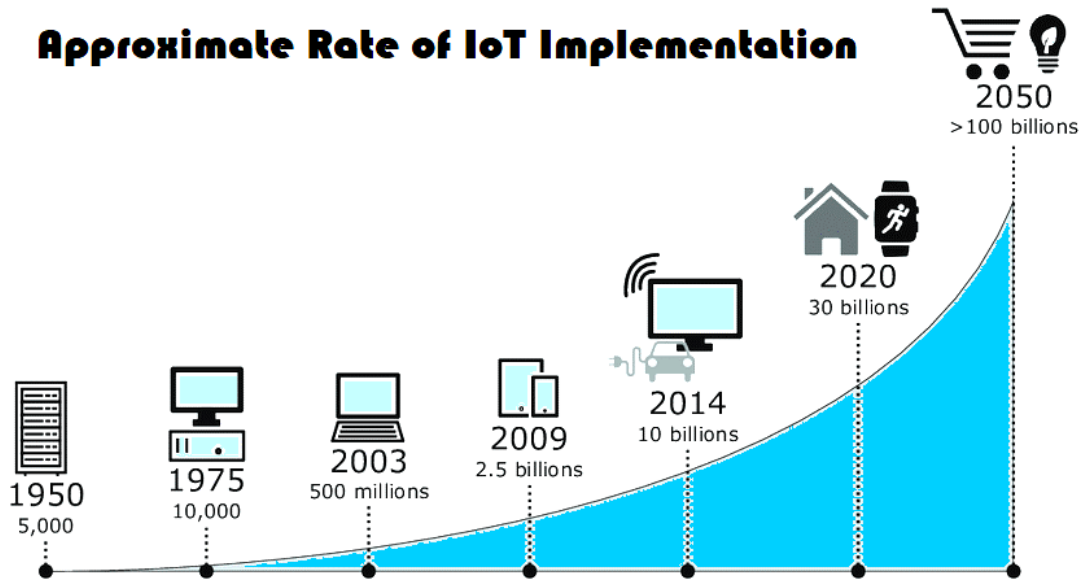 Approximate Rate of IoT Implementation
1950
5,000
1975
10,000
2003
500 millions
2009
2.5 billions
2014
10 billions
2020
30 billions
2050
>100 billions